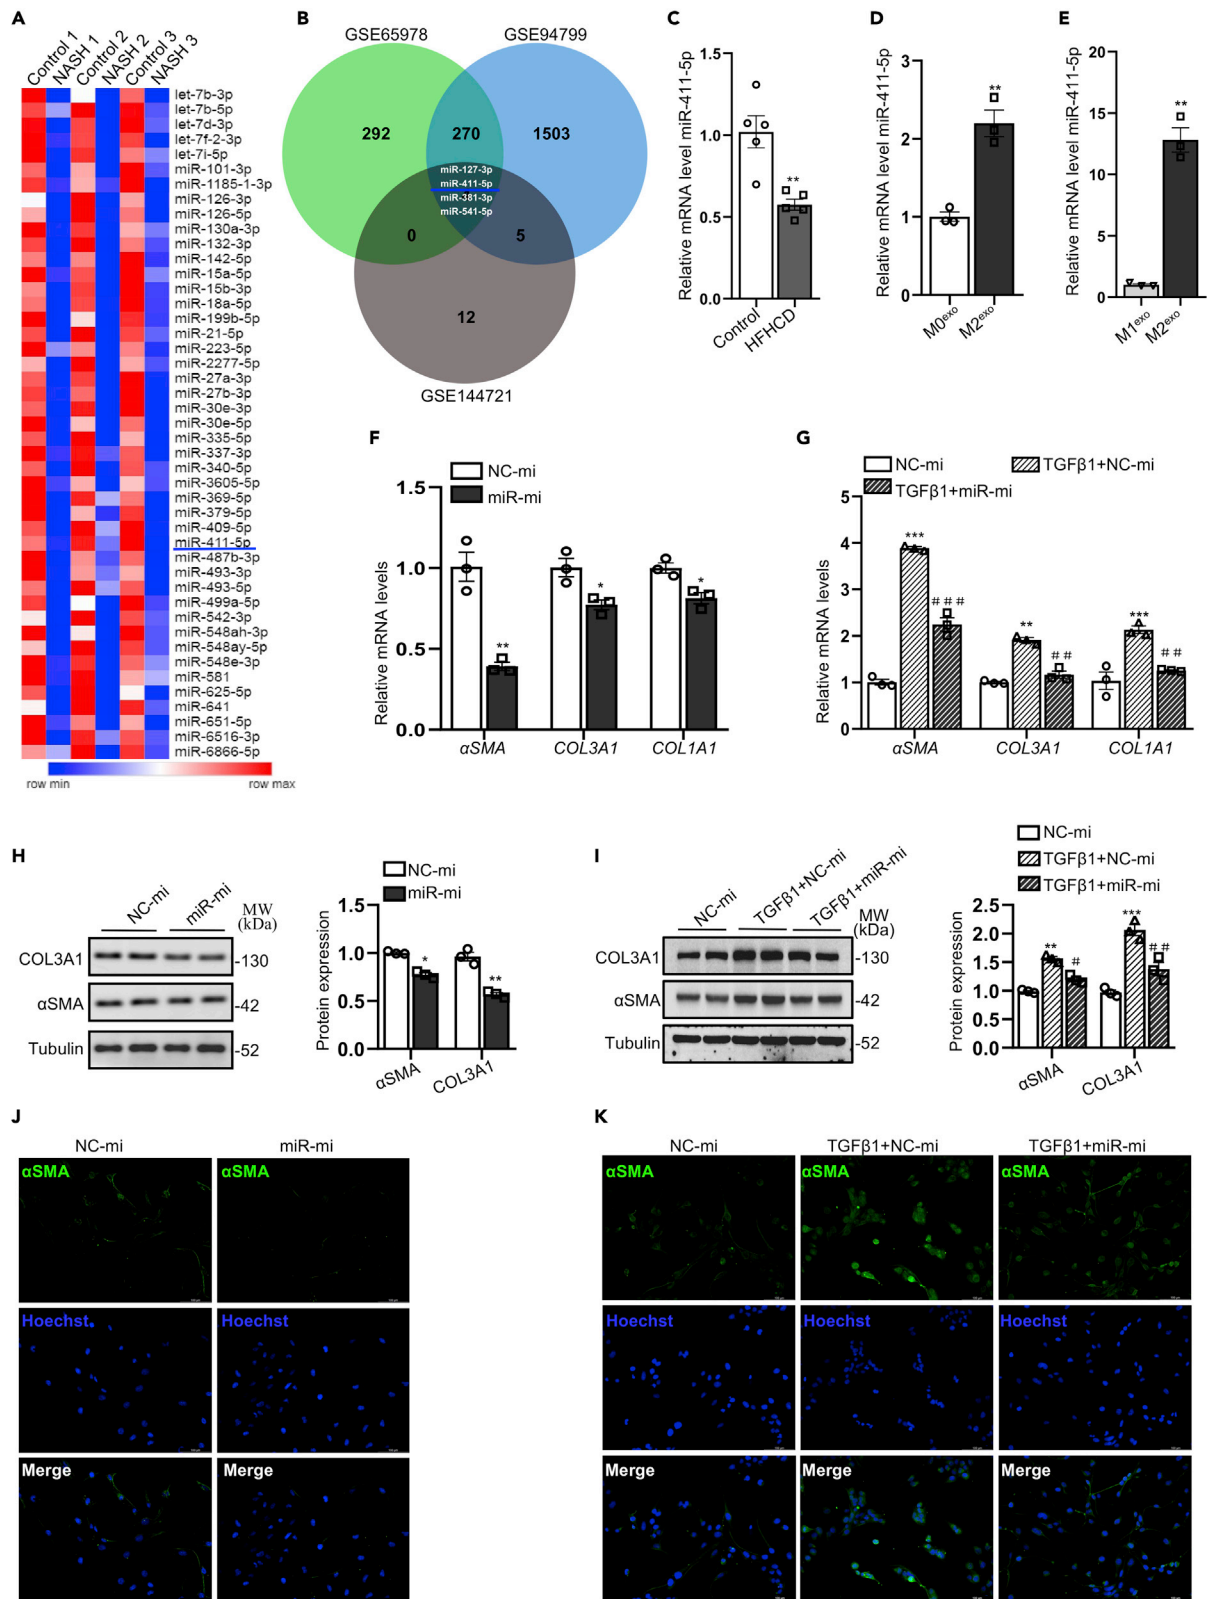 A
Control 1
NASH 1
Control 2
NASH 2
Control 3
NASH 3
let-7b-3p
let-7b-5p
let-7d-3p
let-7f-2-3p
let-7i-5p
miR-101-3p
miR-1185-1-3p
miR-126-3p
miR-126-5p
miR-130a-3p
miR-132-3p
miR-142-5p
miR-15a-5p
miR-15b-3p
miR-18a-5p
miR-199b-5p
miR-21-5p
miR-223-5p
miR-2277-5p
miR-27a-3p
miR-27b-3p
miR-30e-3p
miR-30e-5p
miR-335-5p
miR-337-3p
miR-340-5p
miR-3605-5p
miR-369-5p
miR-379-5p
miR-409-5p
miR-411-5p
miR-487b-3p
miR-493-3p
miR-493-5p
miR-499a-5p
miR-542-3p
miR-548ah-3p
miR-548ay-5p
miR-548e-3p
miR-581
miR-625-5p
miR-641
miR-651-5p
miR-6516-3p
miR-6866-5p
row min row max
B
GSE65978 GSE94799
292 270 1503
miR-127-3p
miR-411-5p
miR-381-3p
miR-541-5p
0 5
12
GSE144721
C
Relative mRNA level miR-411-5p
1.5
1.0
0.5
0.0
**
Control
HFHCD
D
Relative mRNA level miR-411-5p
3
2
1
0
**
M0exo
M2exo
E
Relative mRNA level miR-411-5p
20
15
10
5
0
**
M1exo
M2exo
F
NC-mi
miR-mi
Relative mRNA levels
1.5
1.0
0.5
0.0
**
*
*
αSMA COL3A1 COL1A1
G
NC-mi TGFβ1+NC-mi
TGFβ1+miR-mi
Relative mRNA levels
5
4
3
2
1
0
***
###
**
##
***
##
αSMA COL3A1 COL1A1
H
NC-mi miR-mi MW
(kDa)
COL3A1 -130
αSMA -42
Tubulin -52
NC-mi
miR-mi
Protein expression
1.5
1.0
0.5
0.0
*
**
αSMA COL3A1
I
NC-mi TGFβ1+NC-mi TGFβ1+miR-mi MW
(kDa)
COL3A1 -130
αSMA -42
Tubulin -52
NC-mi
TGFβ1+NC-mi
TGFβ1+miR-mi
Protein expression
2.5
2.0
1.5
1.0
0.5
0.0
**
#
***
##
αSMA COL3A1
J
NC-mi miR-mi
αSMA αSMA
Hoechst Hoechst
Merge Merge
K
NC-mi TGFβ1+NC-mi TGFβ1+miR-mi
αSMA αSMA αSMA
Hoechst Hoechst Hoechst
Merge Merge Merge